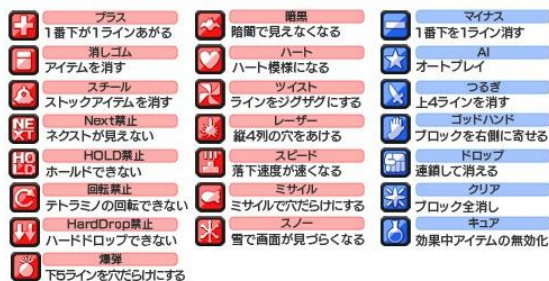 プラス
1番下が1ラインあがる
消しゴム
アイテムを消す
スチール
ストックアイテムを消す
NEXT
Next禁止
ネクストが見えない
HOLD
HOLD禁止
ホールドできない
回転禁止
テトラミノの回転できない
HardDrop禁止
ハードドロップできない
爆弾
下5ラインを穴だらけにする
暗黒
暗闇で見えなくなる
ハート
ハート模様になる
ツイスト
ラインをジグザグにする
レーザー
縦4列の穴をあける
スピード
落下速度が速くなる
ミサイル
ミサイルで穴だらけにする
スノー
雪で画面が見づらくなる
マイナス
1番下を1ライン消す
AI
オートプレイ
つるぎ
上4ラインを消す
ゴッドハンド
ブロックを右側に寄せる
ドロップ
連鎖して消える
クリア
ブロック全消し
キュア
効果中アイテムの無効化